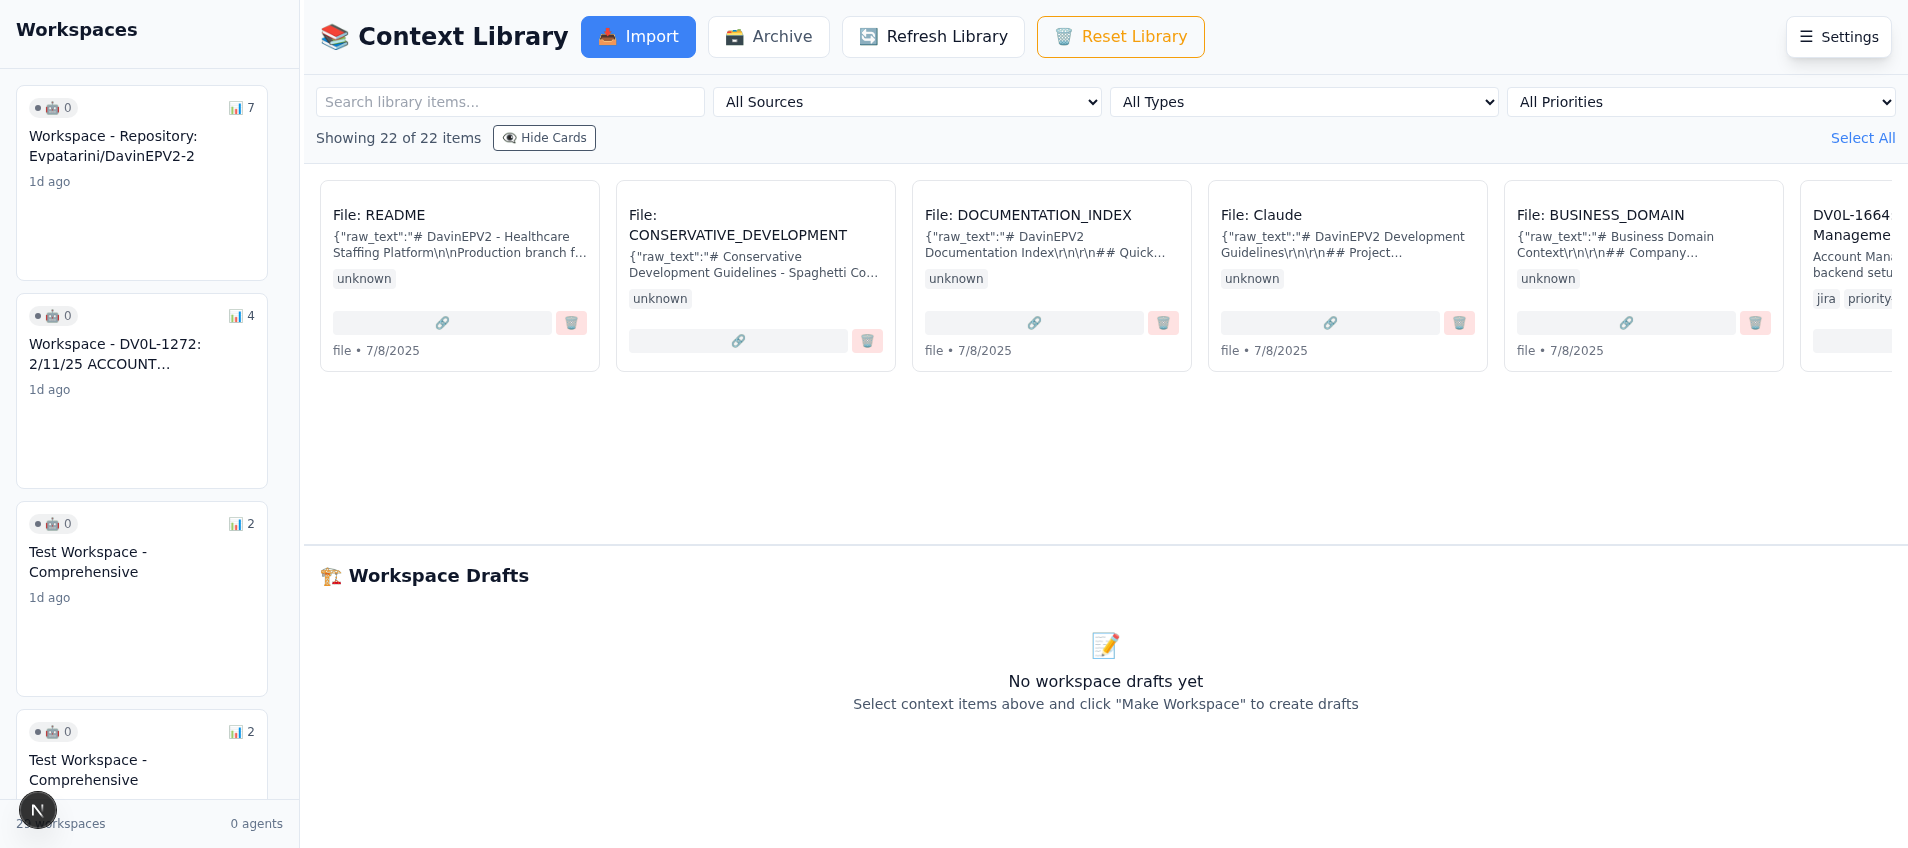 Workspaces
0
7
Workspace - Repository:
Evpatarini/DavinEPV2-2
1d ago
0
4
Workspace - DV0L-1272:
2/11/25 ACCOUNT...
1d ago
0
2
Test Workspace -
Comprehensive
1d ago
0
2
Test Workspace -
Comprehensive
N
workspaces
0 agents
Context Library
Import
Archive
Refresh Library
Reset Library
☰ Settings
Search library items...
All Sources
All Types
All Priorities
Showing 22 of 22 items
Hide Cards
Select All
File: README
{"raw_text":"# DavinEPV2 - Healthcare
Staffing Platform\n\nProduction branch f...
unknown
file • 7/8/2025
File:
CONSERVATIVE_DEVELOPMENT
{"raw_text":"# Conservative
Development Guidelines - Spaghetti Co...
unknown
File: DOCUMENTATION_INDEX
{"raw_text":"# DavinEPV2
Documentation Index\r\n\r\n## Quick...
unknown
file • 7/8/2025
File: Claude
{"raw_text":"# DavinEPV2 Development
Guidelines\r\n\r\n## Project...
unknown
file • 7/8/2025
File: BUSINESS_DOMAIN
{"raw_text":"# Business Domain
Context\r\n\r\n## Company...
unknown
file • 7/8/2025
DV0L-1664
Manageme
Account Mana
backend setu
jira
priority
Workspace Drafts
No workspace drafts yet
Select context items above and click "Make Workspace" to create drafts